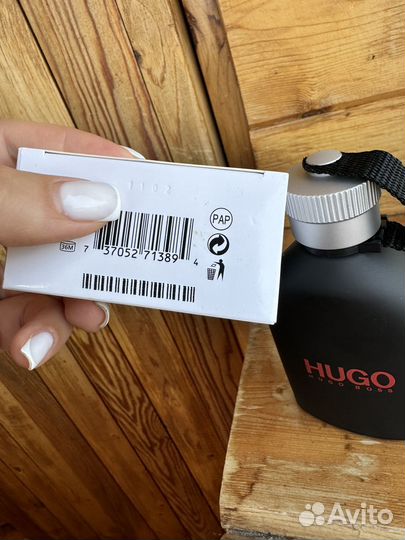 1102
PAP
36M
7 37052 71389 4
HUGO
HUGO BOSS
Avito